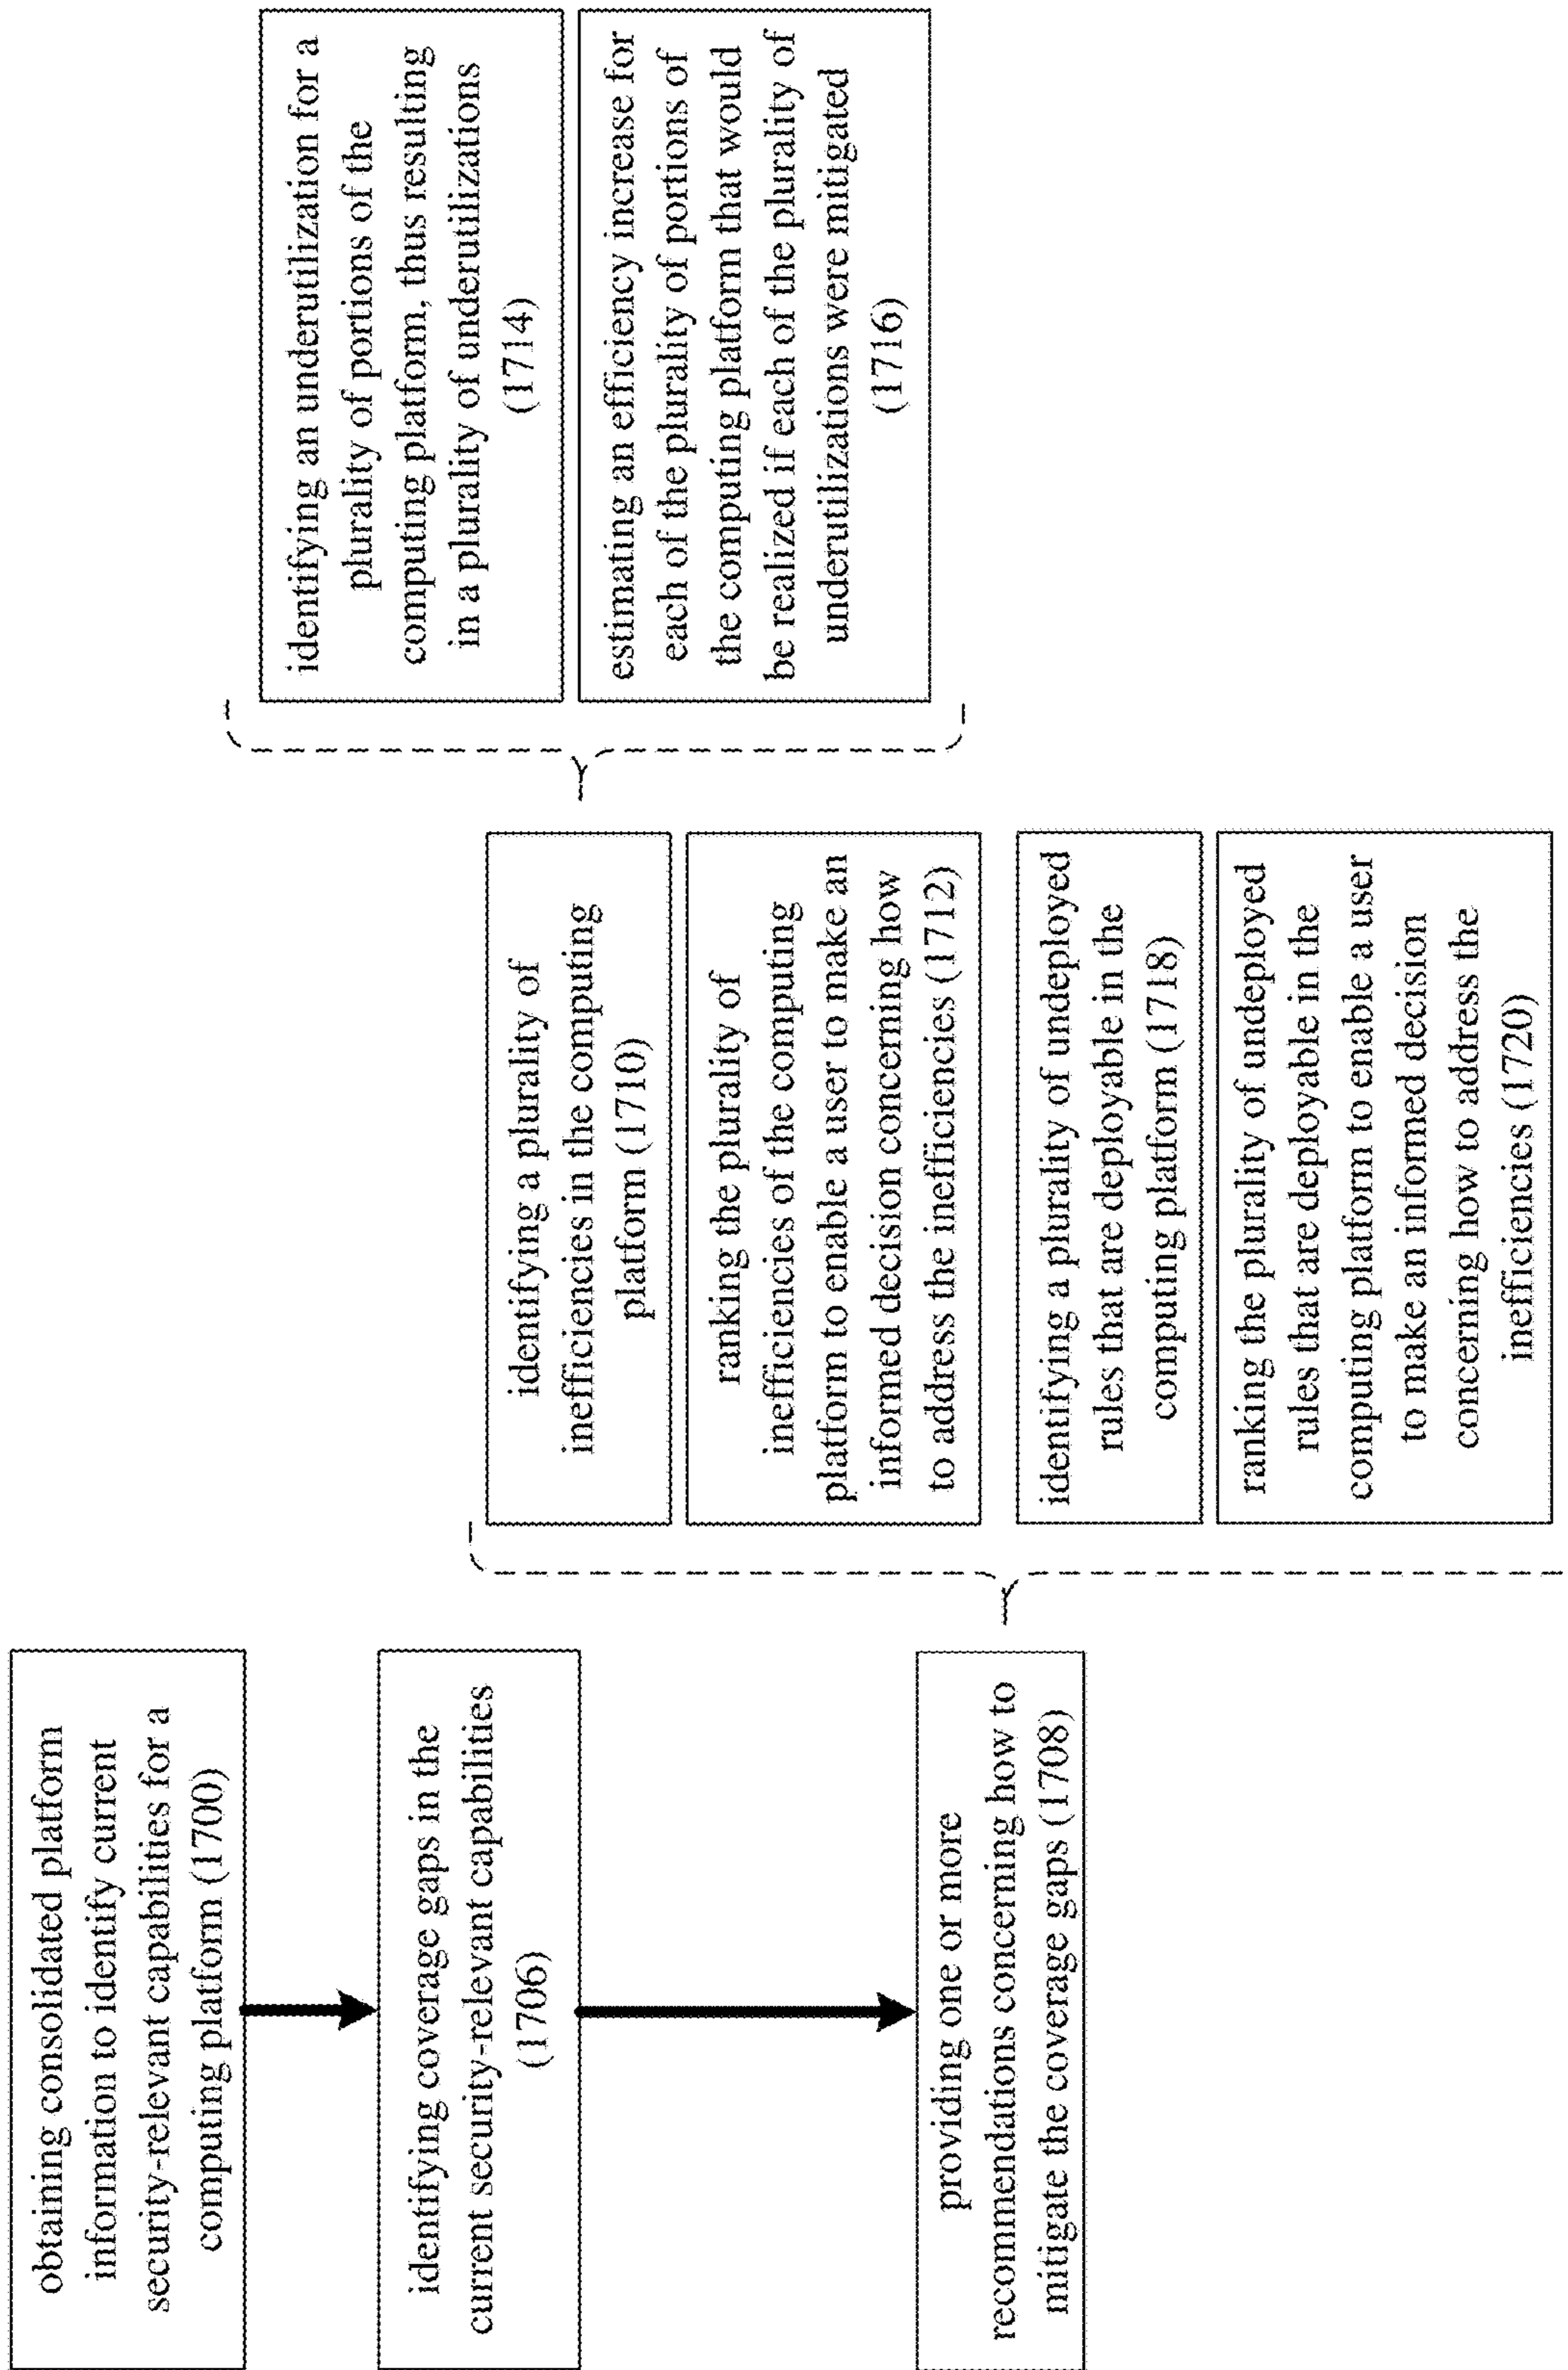 obtaining consolidated platform
information to identify current
security-relevant capabilities for a
computing platform (1700)
identifying coverage gaps in the
current security-relevant capabilities
(1706)
providing one or more
recommendations concerning how to
mitigate the coverage gaps (1708)
identifying a plurality of
inefficiencies in the computing
platform (1710)
ranking the plurality of
inefficiencies of the computing
platform to enable a user to make an
informed decision concerning how
to address the inefficiencies (1712)
identifying a plurality of undeployed
rules that are deployable in the
computing platform (1718)
ranking the plurality of undeployed
rules that are deployable in the
computing platform to enable a user
to make an informed decision
concerning how to address the
inefficiencies (1720)
identifying an underutilization for a
plurality of portions of the
computing platform, thus resulting
in a plurality of underutilizations
(1714)
estimating an efficiency increase for
each of the plurality of portions of
the computing platform that would
be realized if each of the plurality of
underutilizations were mitigated
(1716)